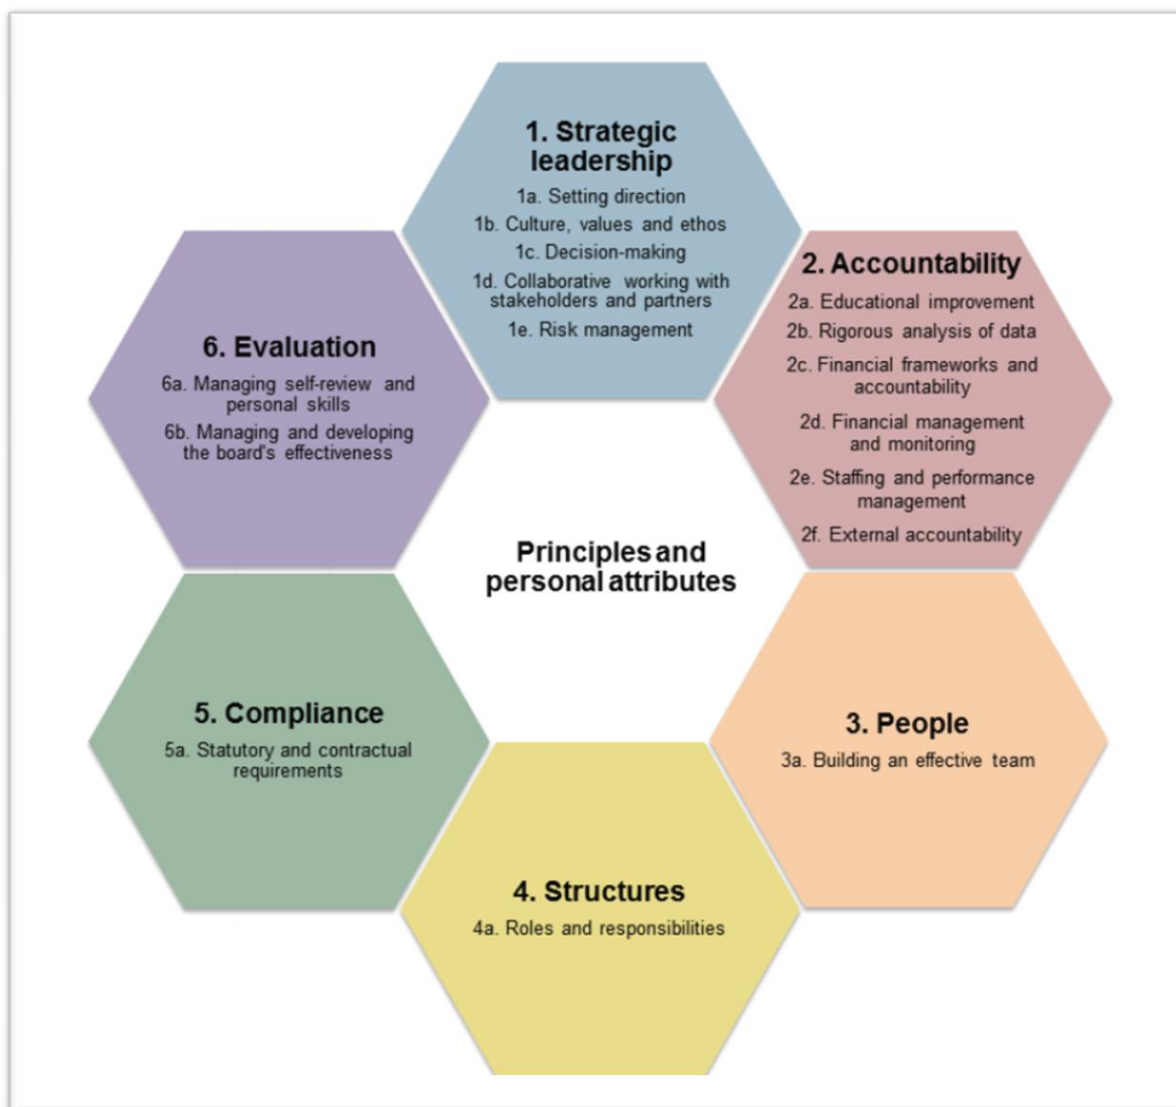 1. Strategic
leadership
1a. Setting direction
1b. Culture, values and ethos
1c. Decision-making
1d. Collaborative working with
stakeholders and partners
1e. Risk management
2. Accountability
2a. Educational improvement
2b. Rigorous analysis of data
2c. Financial frameworks and
accountability
2d. Financial management
and monitoring
2e. Staffing and performance
management
2f. External accountability
3. People
3a. Building an effective team
4. Structures
4a. Roles and responsibilities
5. Compliance
5a. Statutory and contractual
requirements
6. Evaluation
6a. Managing self-review and
personal skills
6b. Managing and developing
the board's effectiveness
Principles and
personal attributes